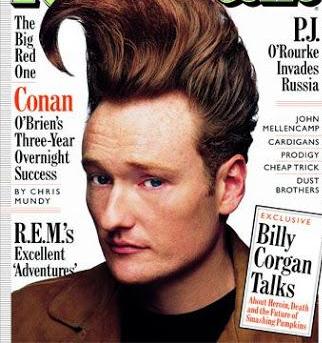 The
Big
Red
One
Conan
O'BRIEN'S
Three-Year
Overnight
Success
BY CHRIS
MUNDY
R.E.M.'s
Excellent
'Adventures'
P.J.
O'Rourke
Invades
Russia
JOHN
MELLENCAMP
CARDIGANS
PRODIGY
CHEAP TRICK
DUST
BROTHERS
EXCLUSIVE
Billy
Corgan
Talks
About Heroin, Death
and the Future of
Smashing Pumpkins